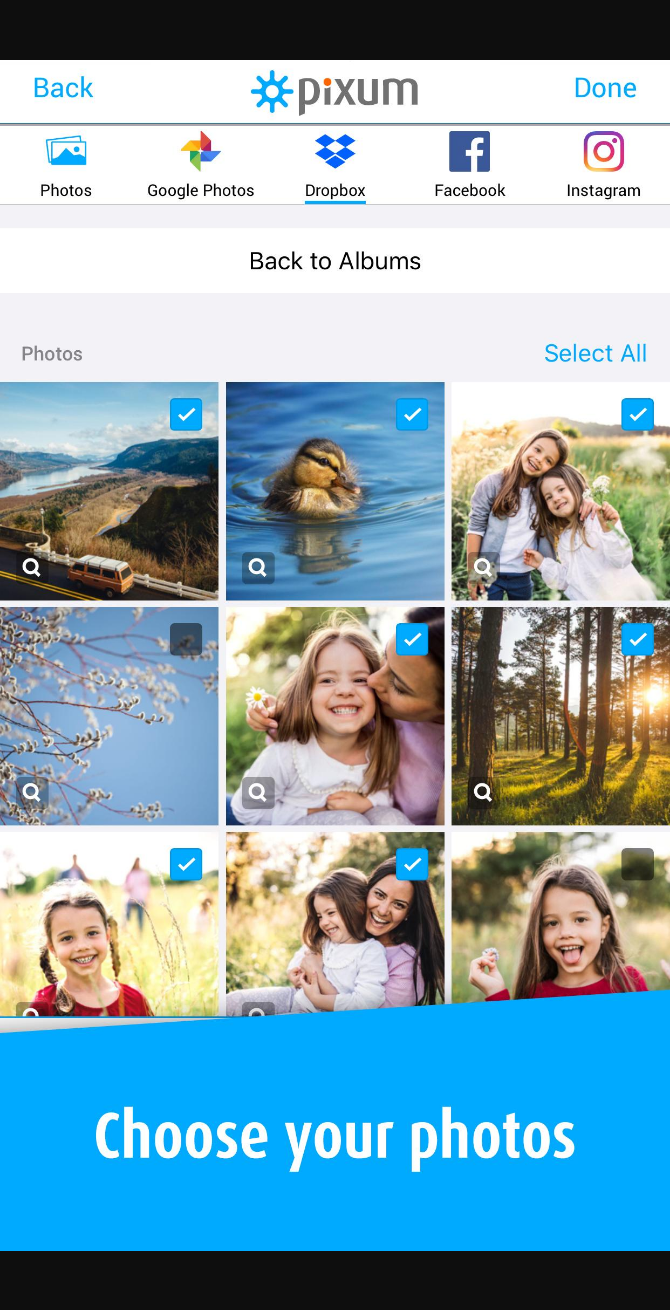 Back
pixum
Done
Photos
Google Photos
Dropbox
Facebook
Instagram
Back to Albums
Photos
Select All
Choose your photos